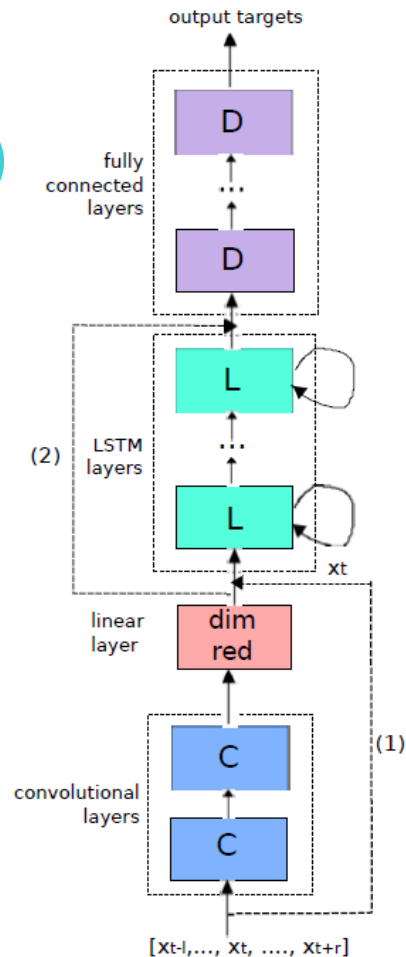 output targets
D
fully
connected
layers
...
D
L
(2)
LSTM
layers
...
L
xt
linear
layer
dim
red
(1)
C
convolutional
layers
C
[xt-l,..., xt, ...., xt+r]